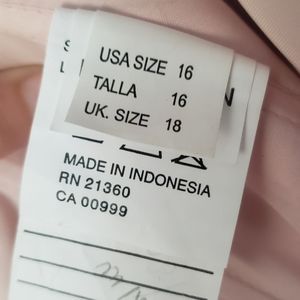 USA SIZE 16
TALLA 16
UK. SIZE 18
MADE IN INDONESIA
RN 21360
CA 00999